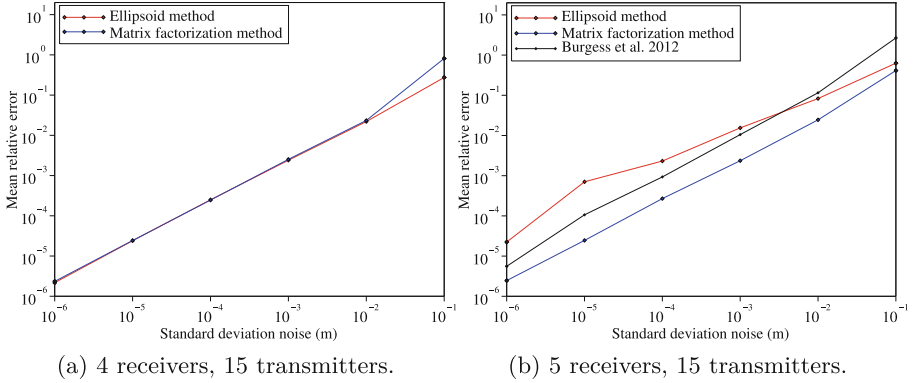 Ellipsoid method
Matrix factorization method
Mean relative error
10^1
10^0
10^−1
10^−2
10^−3
10^−4
10^−5
10^−6
10^−6 10^−5 10^−4 10^−3 10^−2 10^−1
Standard deviation noise (m)
(a) 4 receivers, 15 transmitters.
Ellipsoid method
Matrix factorization method
Burgess et al. 2012
Mean relative error
10^1
10^0
10^−1
10^−2
10^−3
10^−4
10^−5
10^−6
10^−6 10^−5 10^−4 10^−3 10^−2 10^−1
Standard deviation noise (m)
(b) 5 receivers, 15 transmitters.